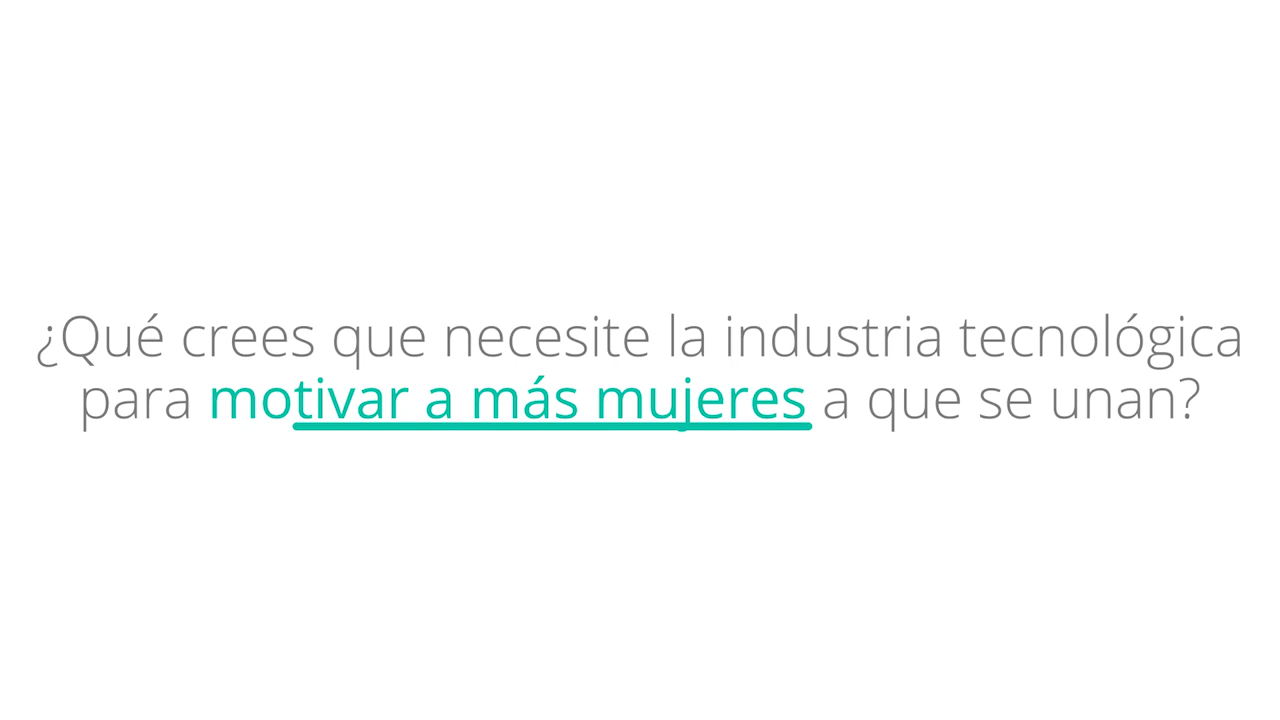 ¿Qué crees que necesite la industria tecnológica
para motivar a más mujeres a que se unan?